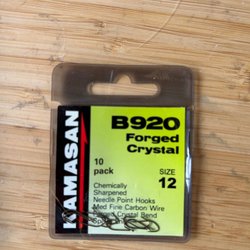 KAMASAN
B920
Forged
Crystal
10
pack
SIZE
12
Chemically
Sharpened
Needle Point Hooks
Med Fine Carbon Wire
Forged Crystal Bend